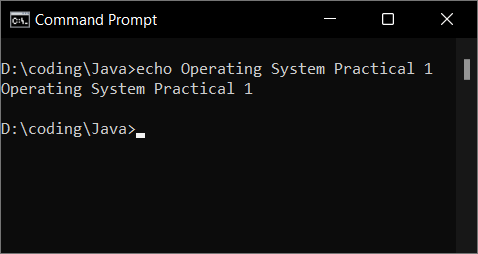 Command Prompt
D:\coding\Java>echo Operating System Practical 1
Operating System Practical 1
D:\coding\Java>